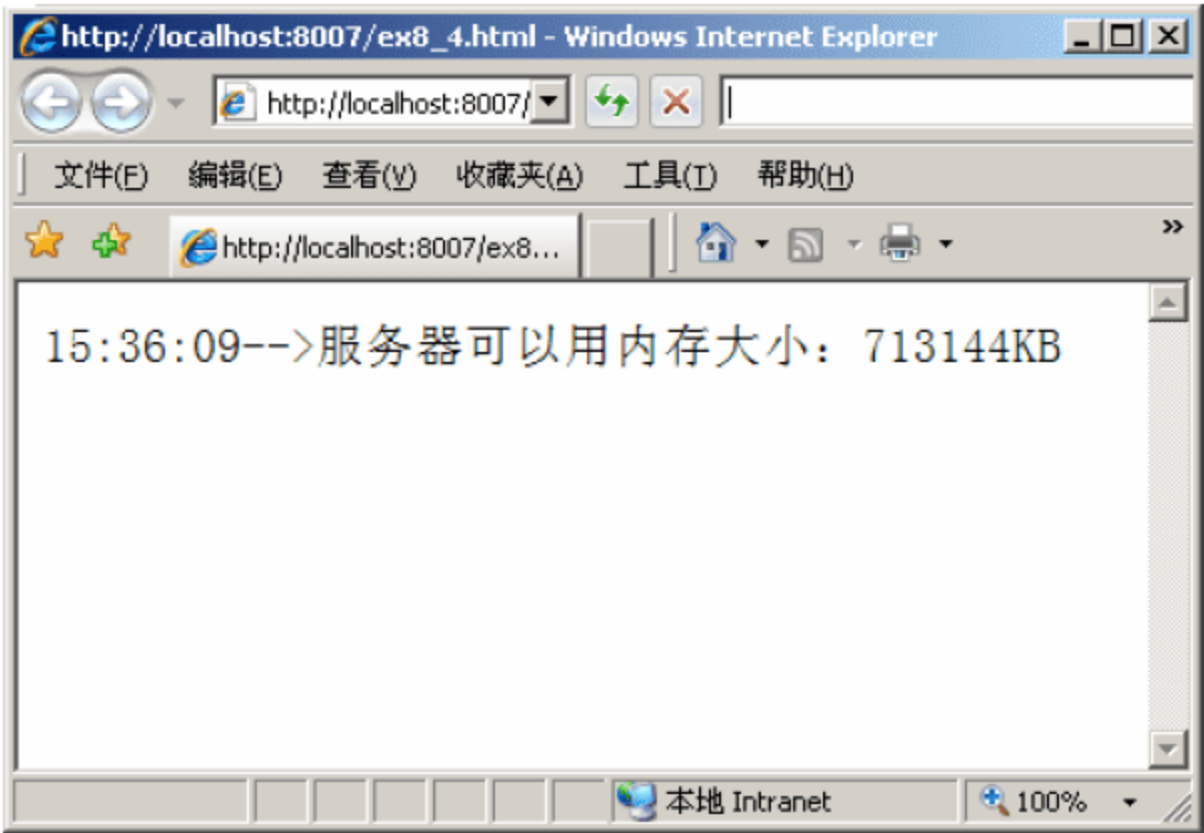 http://localhost:8007/ex8_4.html - Windows Internet Explorer
http://localhost:8007/
文件(F) 编辑(E) 查看(V) 收藏夹(A) 工具(T) 帮助(H)
http://localhost:8007/ex8...
15:36:09-->服务器可以用内存大小：713144KB
本地 Intranet 100%